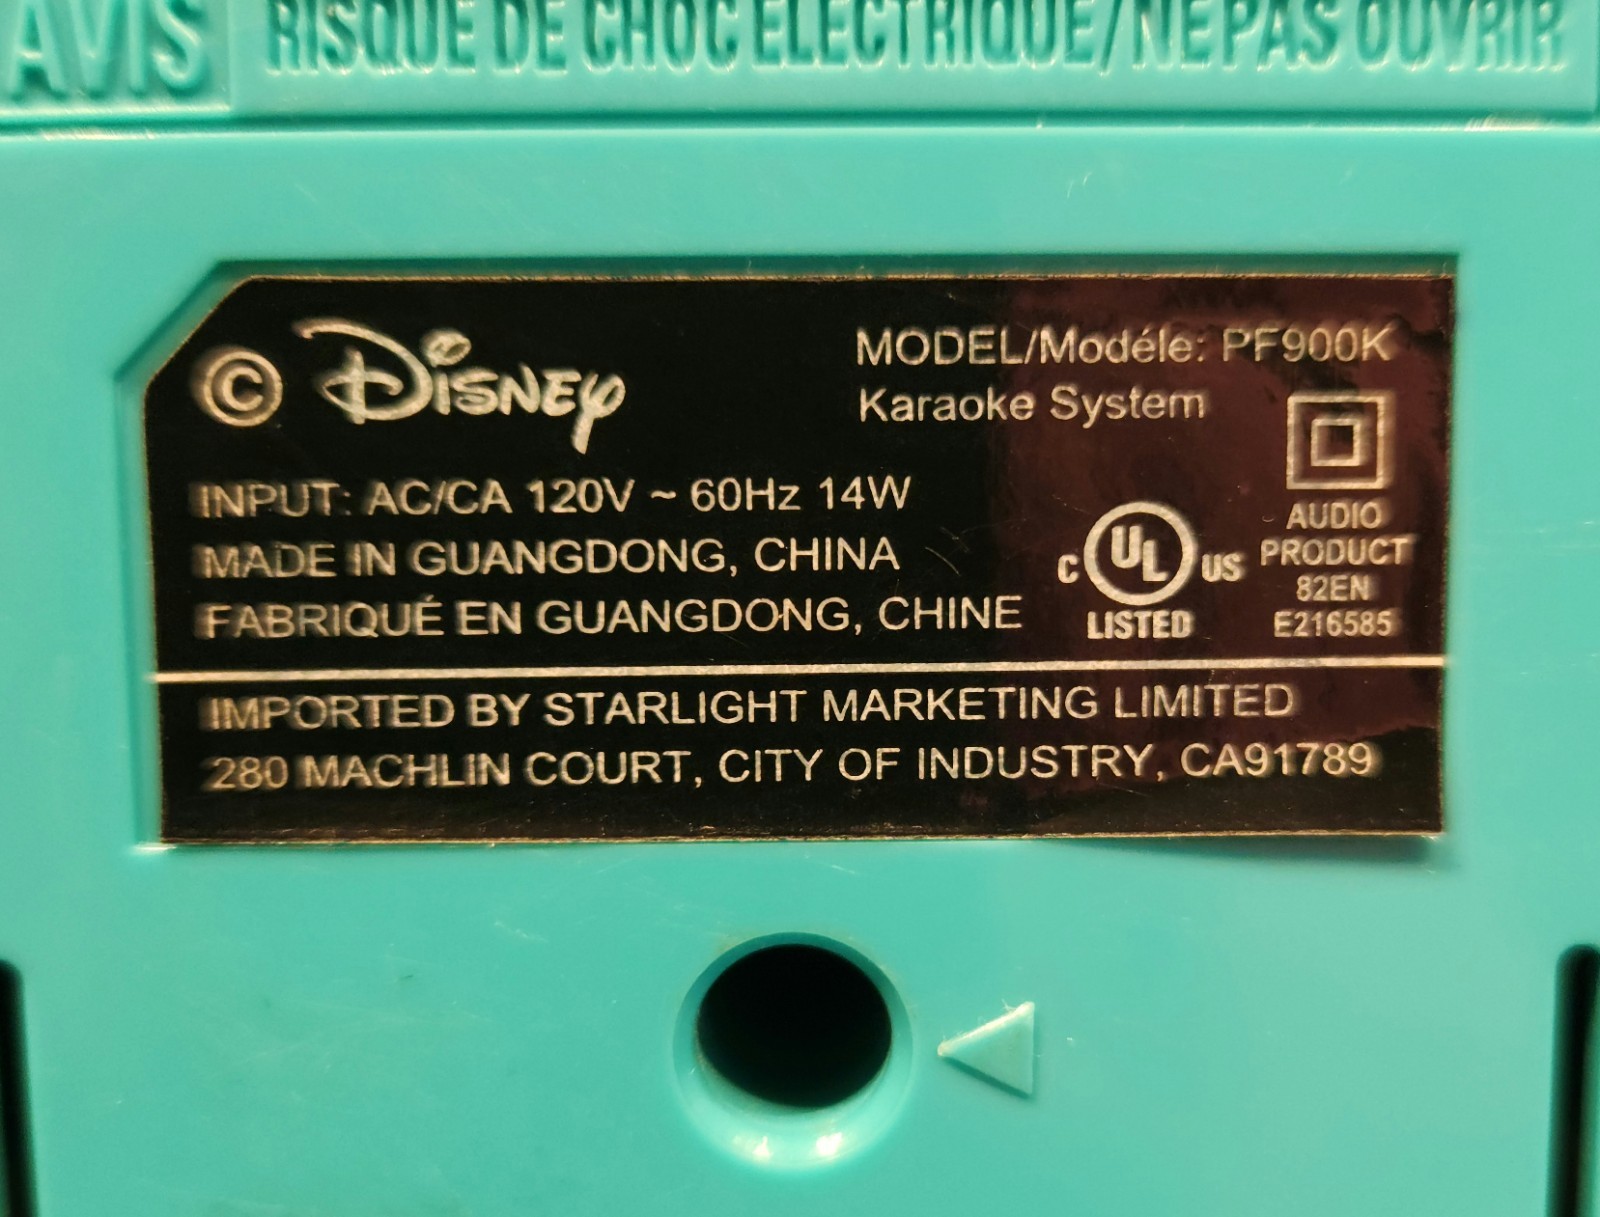 AVIS
RISQUE DE CHOC ELECTRIQUE/NE PAS OUVRIR
© Disney
MODEL/Modéle: PF900K
Karaoke System
INPUT: AC/CA 120V ~ 60Hz 14W
MADE IN GUANGDONG, CHINA
FABRIQUÉ EN GUANGDONG, CHINE
C UL US
LISTED
AUDIO
PRODUCT
82EN
E216585
IMPORTED BY STARLIGHT MARKETING LIMITED
280 MACHLIN COURT, CITY OF INDUSTRY, CA91789